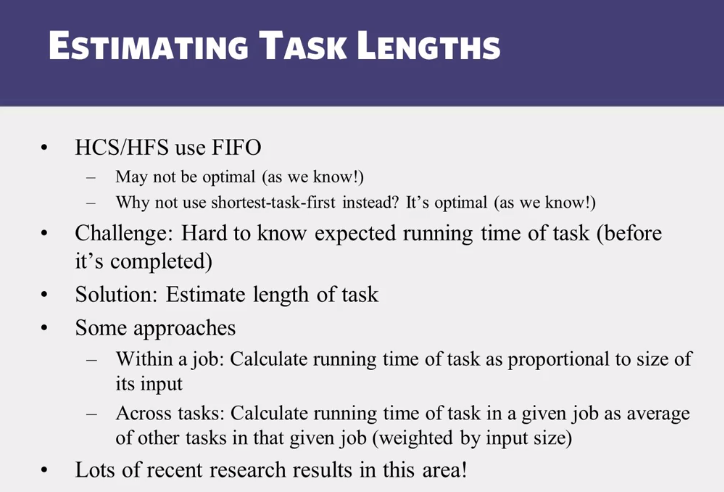 ESTIMATING TASK LENGTHS
• HCS/HFS use FIFO
– May not be optimal (as we know!)
– Why not use shortest-task-first instead? It's optimal (as we know!)
• Challenge: Hard to know expected running time of task (before
it's completed)
• Solution: Estimate length of task
• Some approaches
– Within a job: Calculate running time of task as proportional to size of
its input
– Across tasks: Calculate running time of task in a given job as average
of other tasks in that given job (weighted by input size)
• Lots of recent research results in this area!